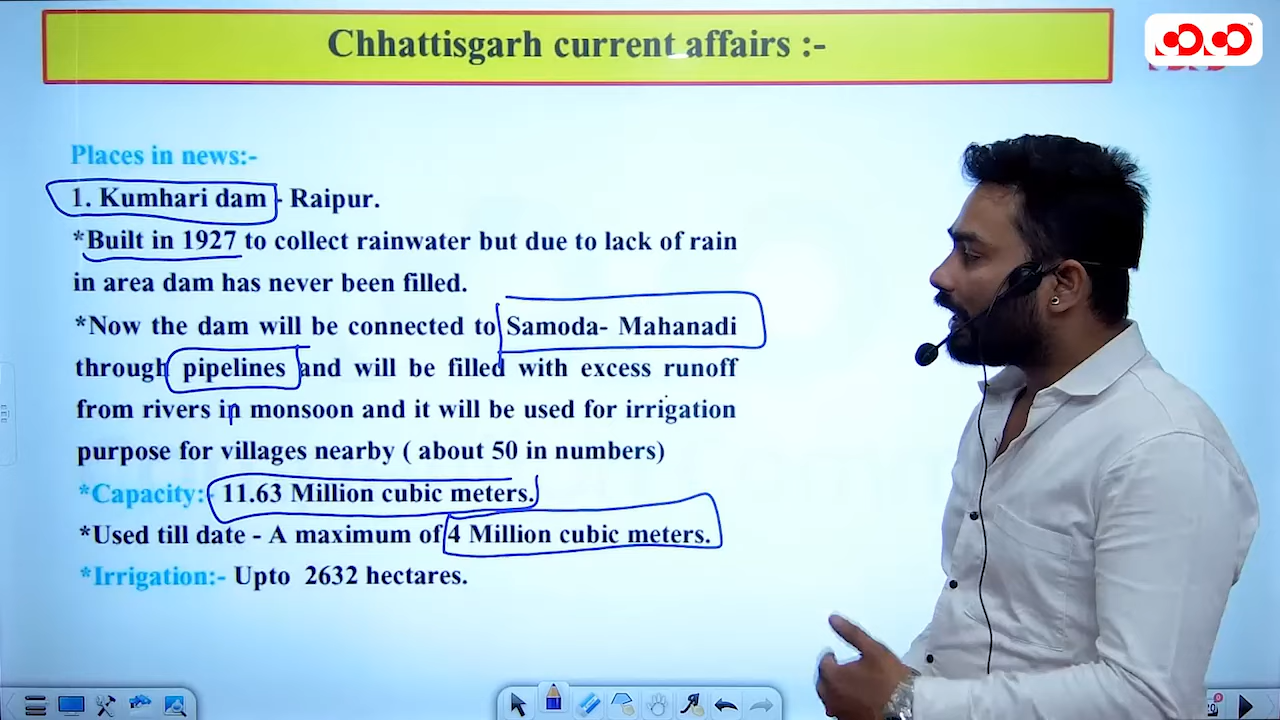 Chhattisgarh current affairs :-
Places in news:-
1. Kumhari dam - Raipur.
*Built in 1927 to collect rainwater but due to lack of rain
in area dam has never been filled.
*Now the dam will be connected to Samoda- Mahanadi
through pipelines and will be filled with excess runoff
from rivers in monsoon and it will be used for irrigation
purpose for villages nearby ( about 50 in numbers)
*Capacity:- 11.63 Million cubic meters.
*Used till date - A maximum of 4 Million cubic meters.
*Irrigation:- Upto 2632 hectares.